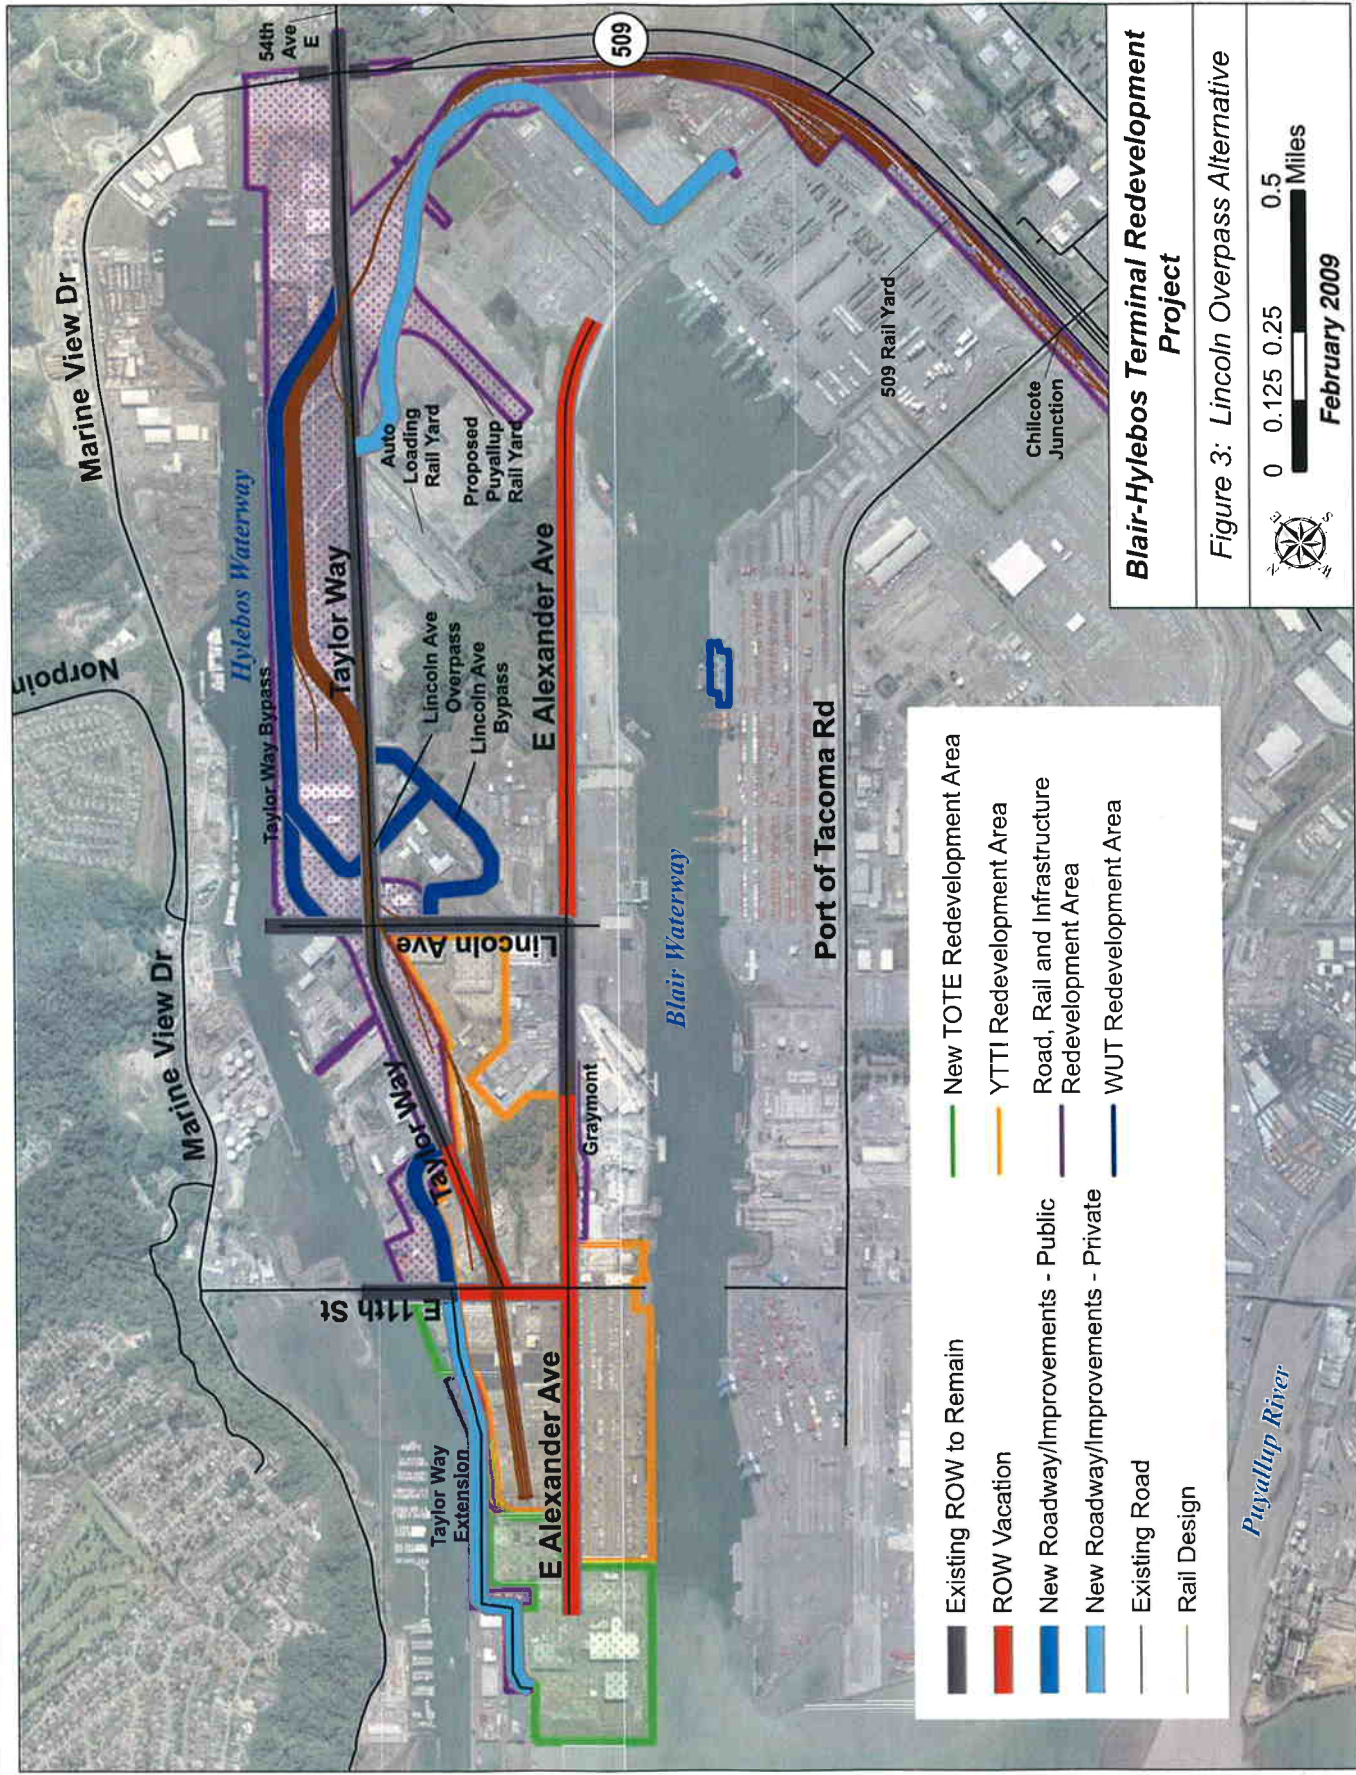 54th
Ave
E
509
Marine View Dr
Hylebos Waterway
Taylor Way
Auto
Loading
Rail Yard
Proposed
Puyallup
Rail Yard
E Alexander Ave
Norpoin
Taylor Way Bypass
Lincoln Ave
Overpass
Lincoln Ave
Bypass
509 Rail Yard
Chilcote
Junction
Marine View Dr
Lincoln Ave
Taylor Way
Taylor Way
Blair Waterway
Graymont
Port of Tacoma Rd
E 11th St
E Alexander Ave
Taylor Way
Extension
Puyallup River
Existing ROW to Remain
ROW Vacation
New Roadway/Improvements - Public
New Roadway/Improvements - Private
Existing Road
Rail Design
New TOTE Redevelopment Area
YTTI Redevelopment Area
Road, Rail and Infrastructure
Redevelopment Area
WUT Redevelopment Area
Blair-Hylebos Terminal Redevelopment
Project
Figure 3: Lincoln Overpass Alternative
N
E
S
W
0 0.125 0.25 0.5
Miles
February 2009